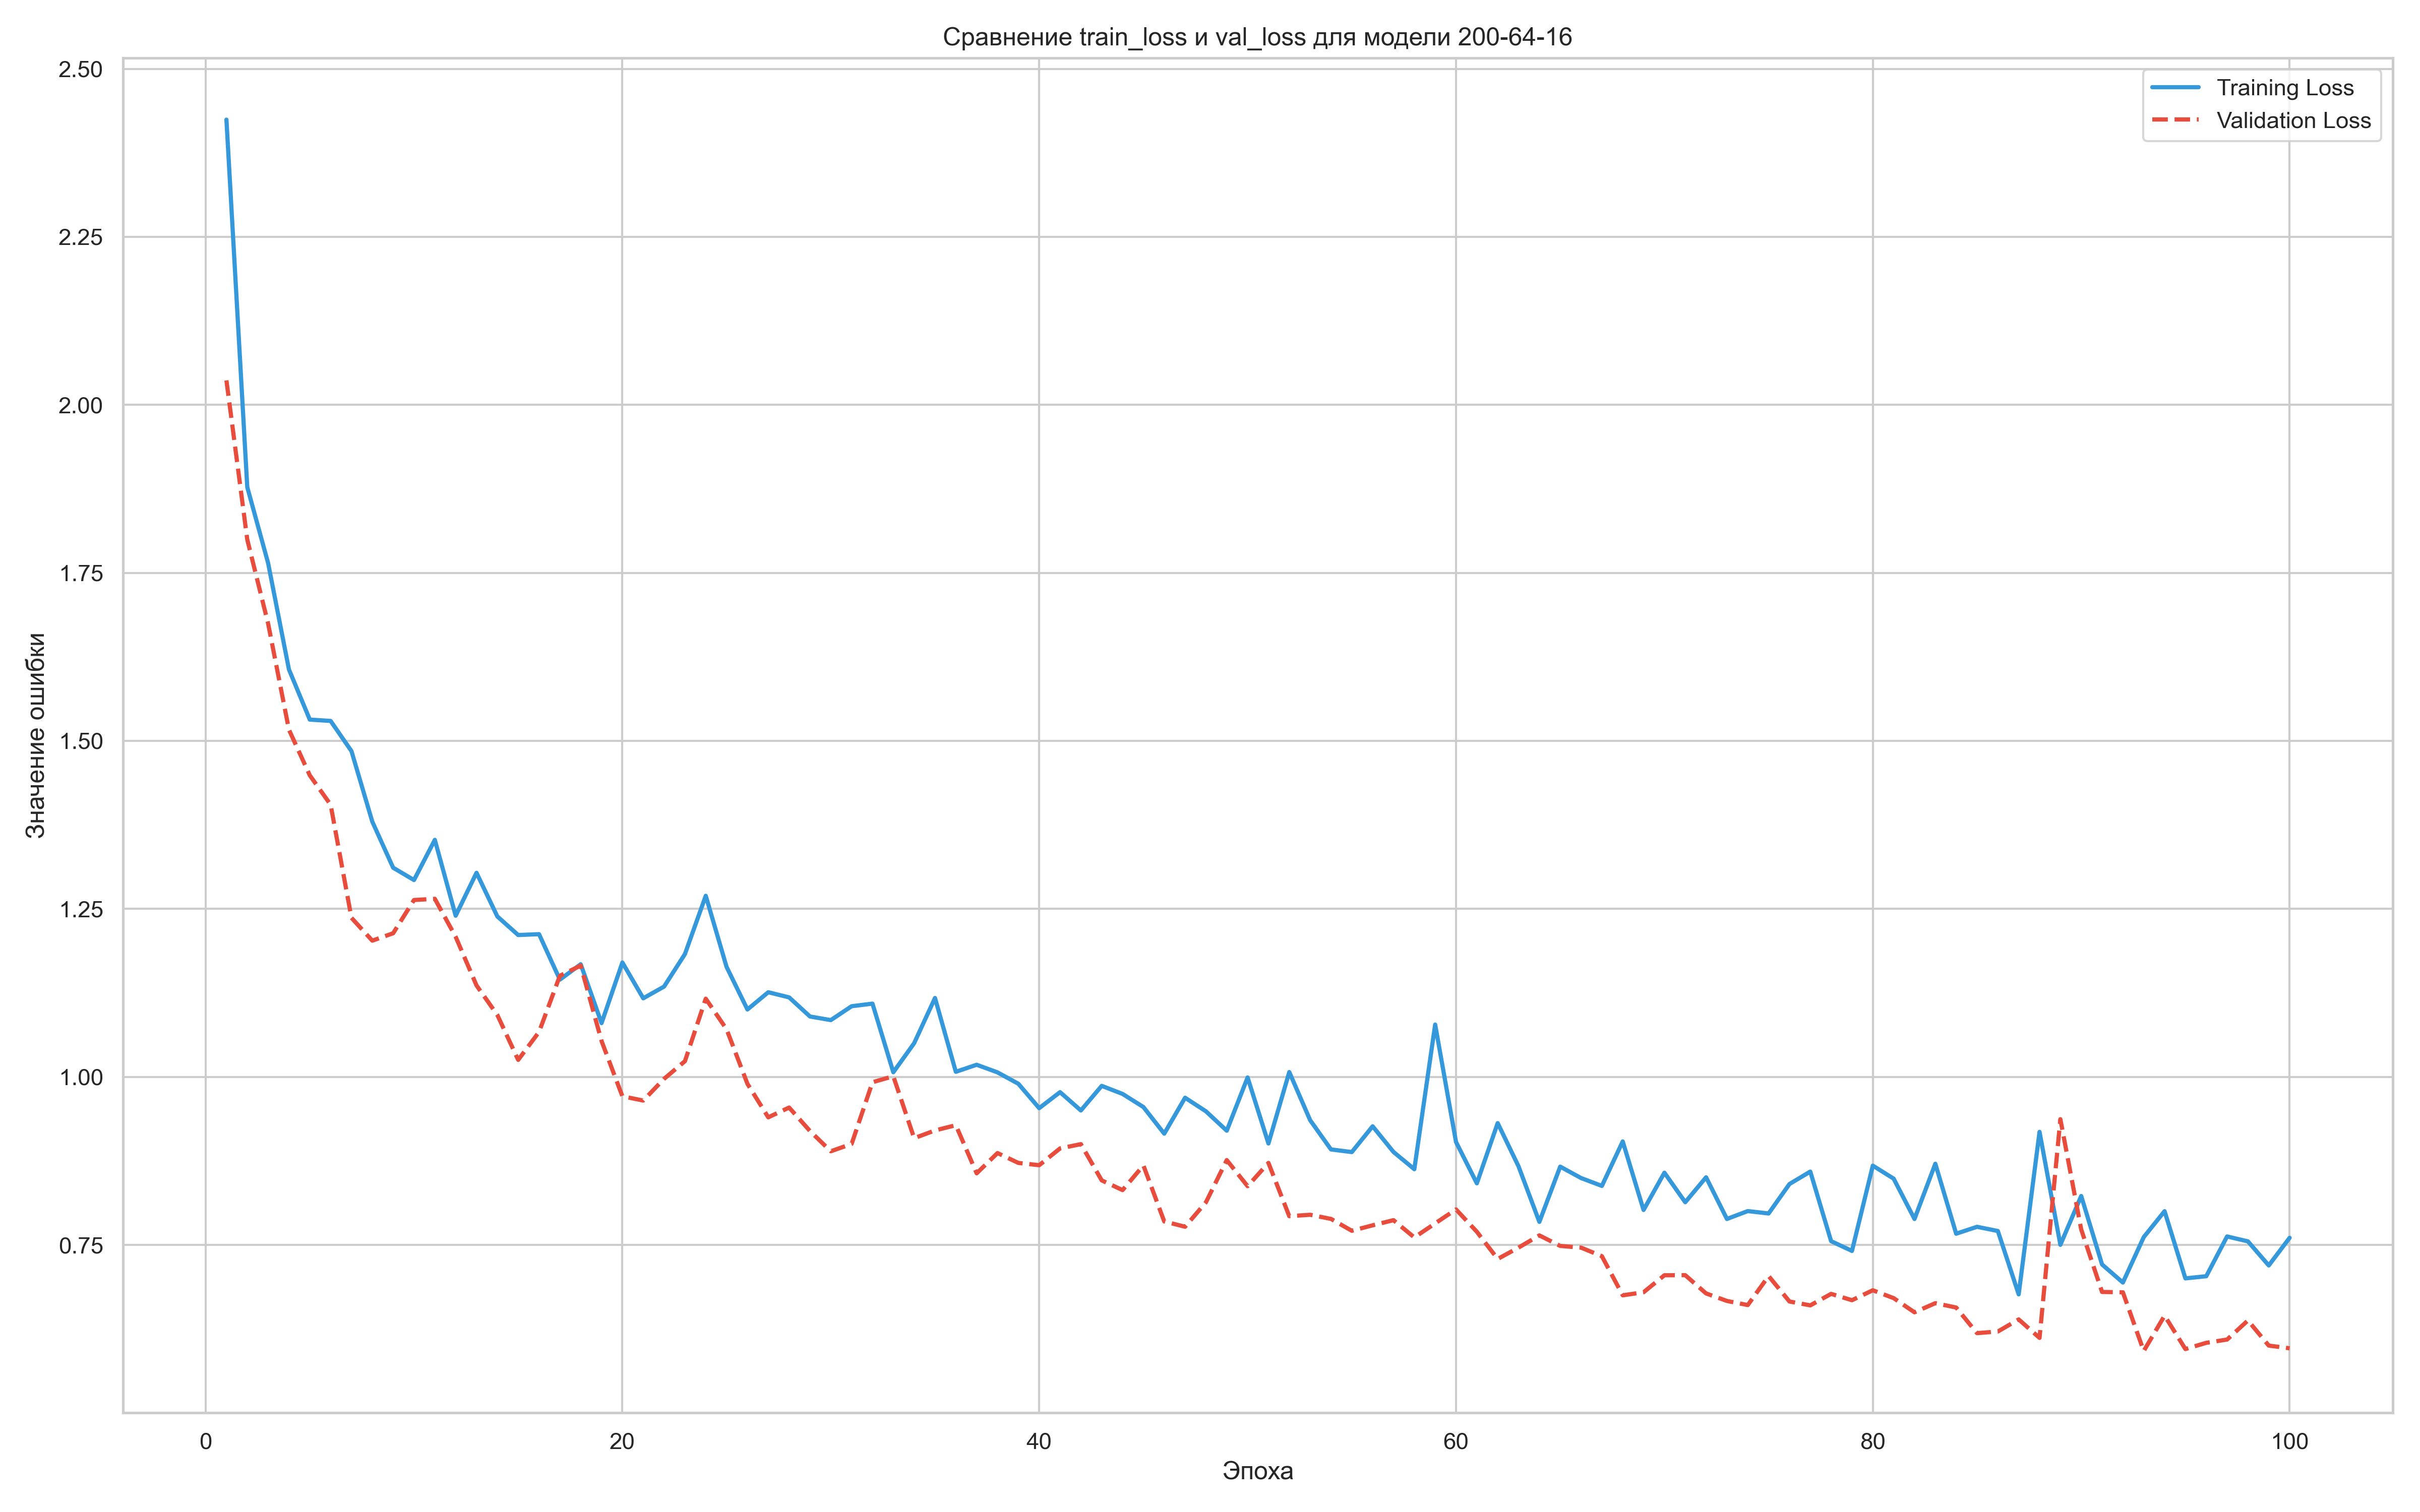 Сравнение train_loss и val_loss для модели 200-64-16
Training Loss
Validation Loss
2.50
2.25
2.00
1.75
1.50
1.25
1.00
0.75
Значение ошибки
0 20 40 60 80 100
Эпоха